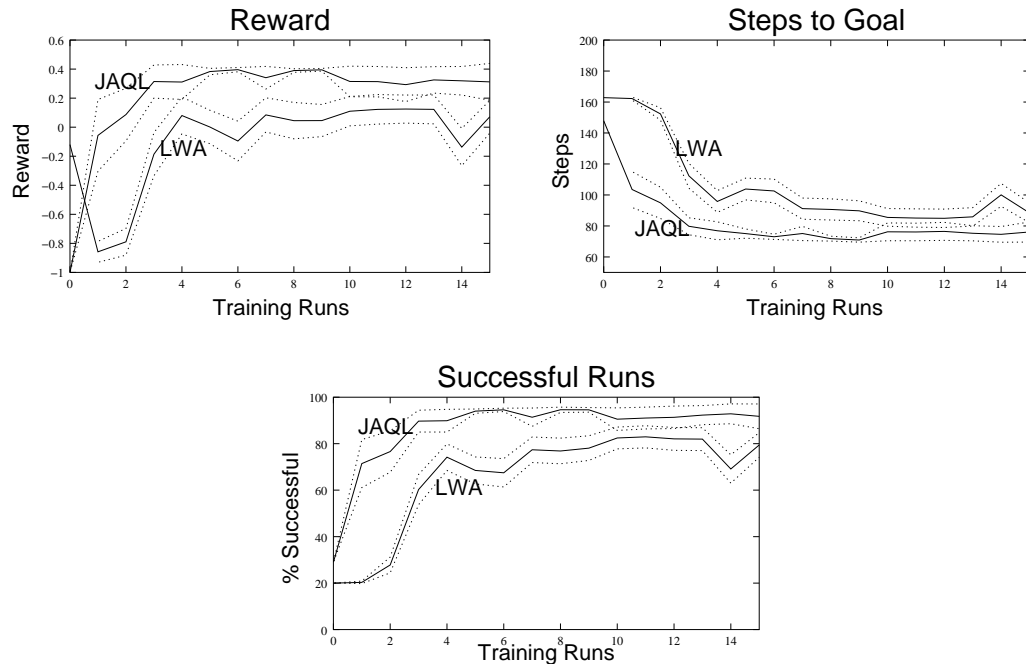 Reward
0.6
0.4
0.2
0
−0.2
−0.4
−0.6
−0.8
−1
Reward
JAQL
LWA
0 2 4 6 8 10 12 14
Training Runs
Steps to Goal
200
180
160
140
120
100
80
60
Steps
LWA
JAQL
0 2 4 6 8 10 12 14
Training Runs
Successful Runs
100
80
60
40
20
0
% Successful
JAQL
LWA
0 2 4 6 8 10 12 14
Training Runs